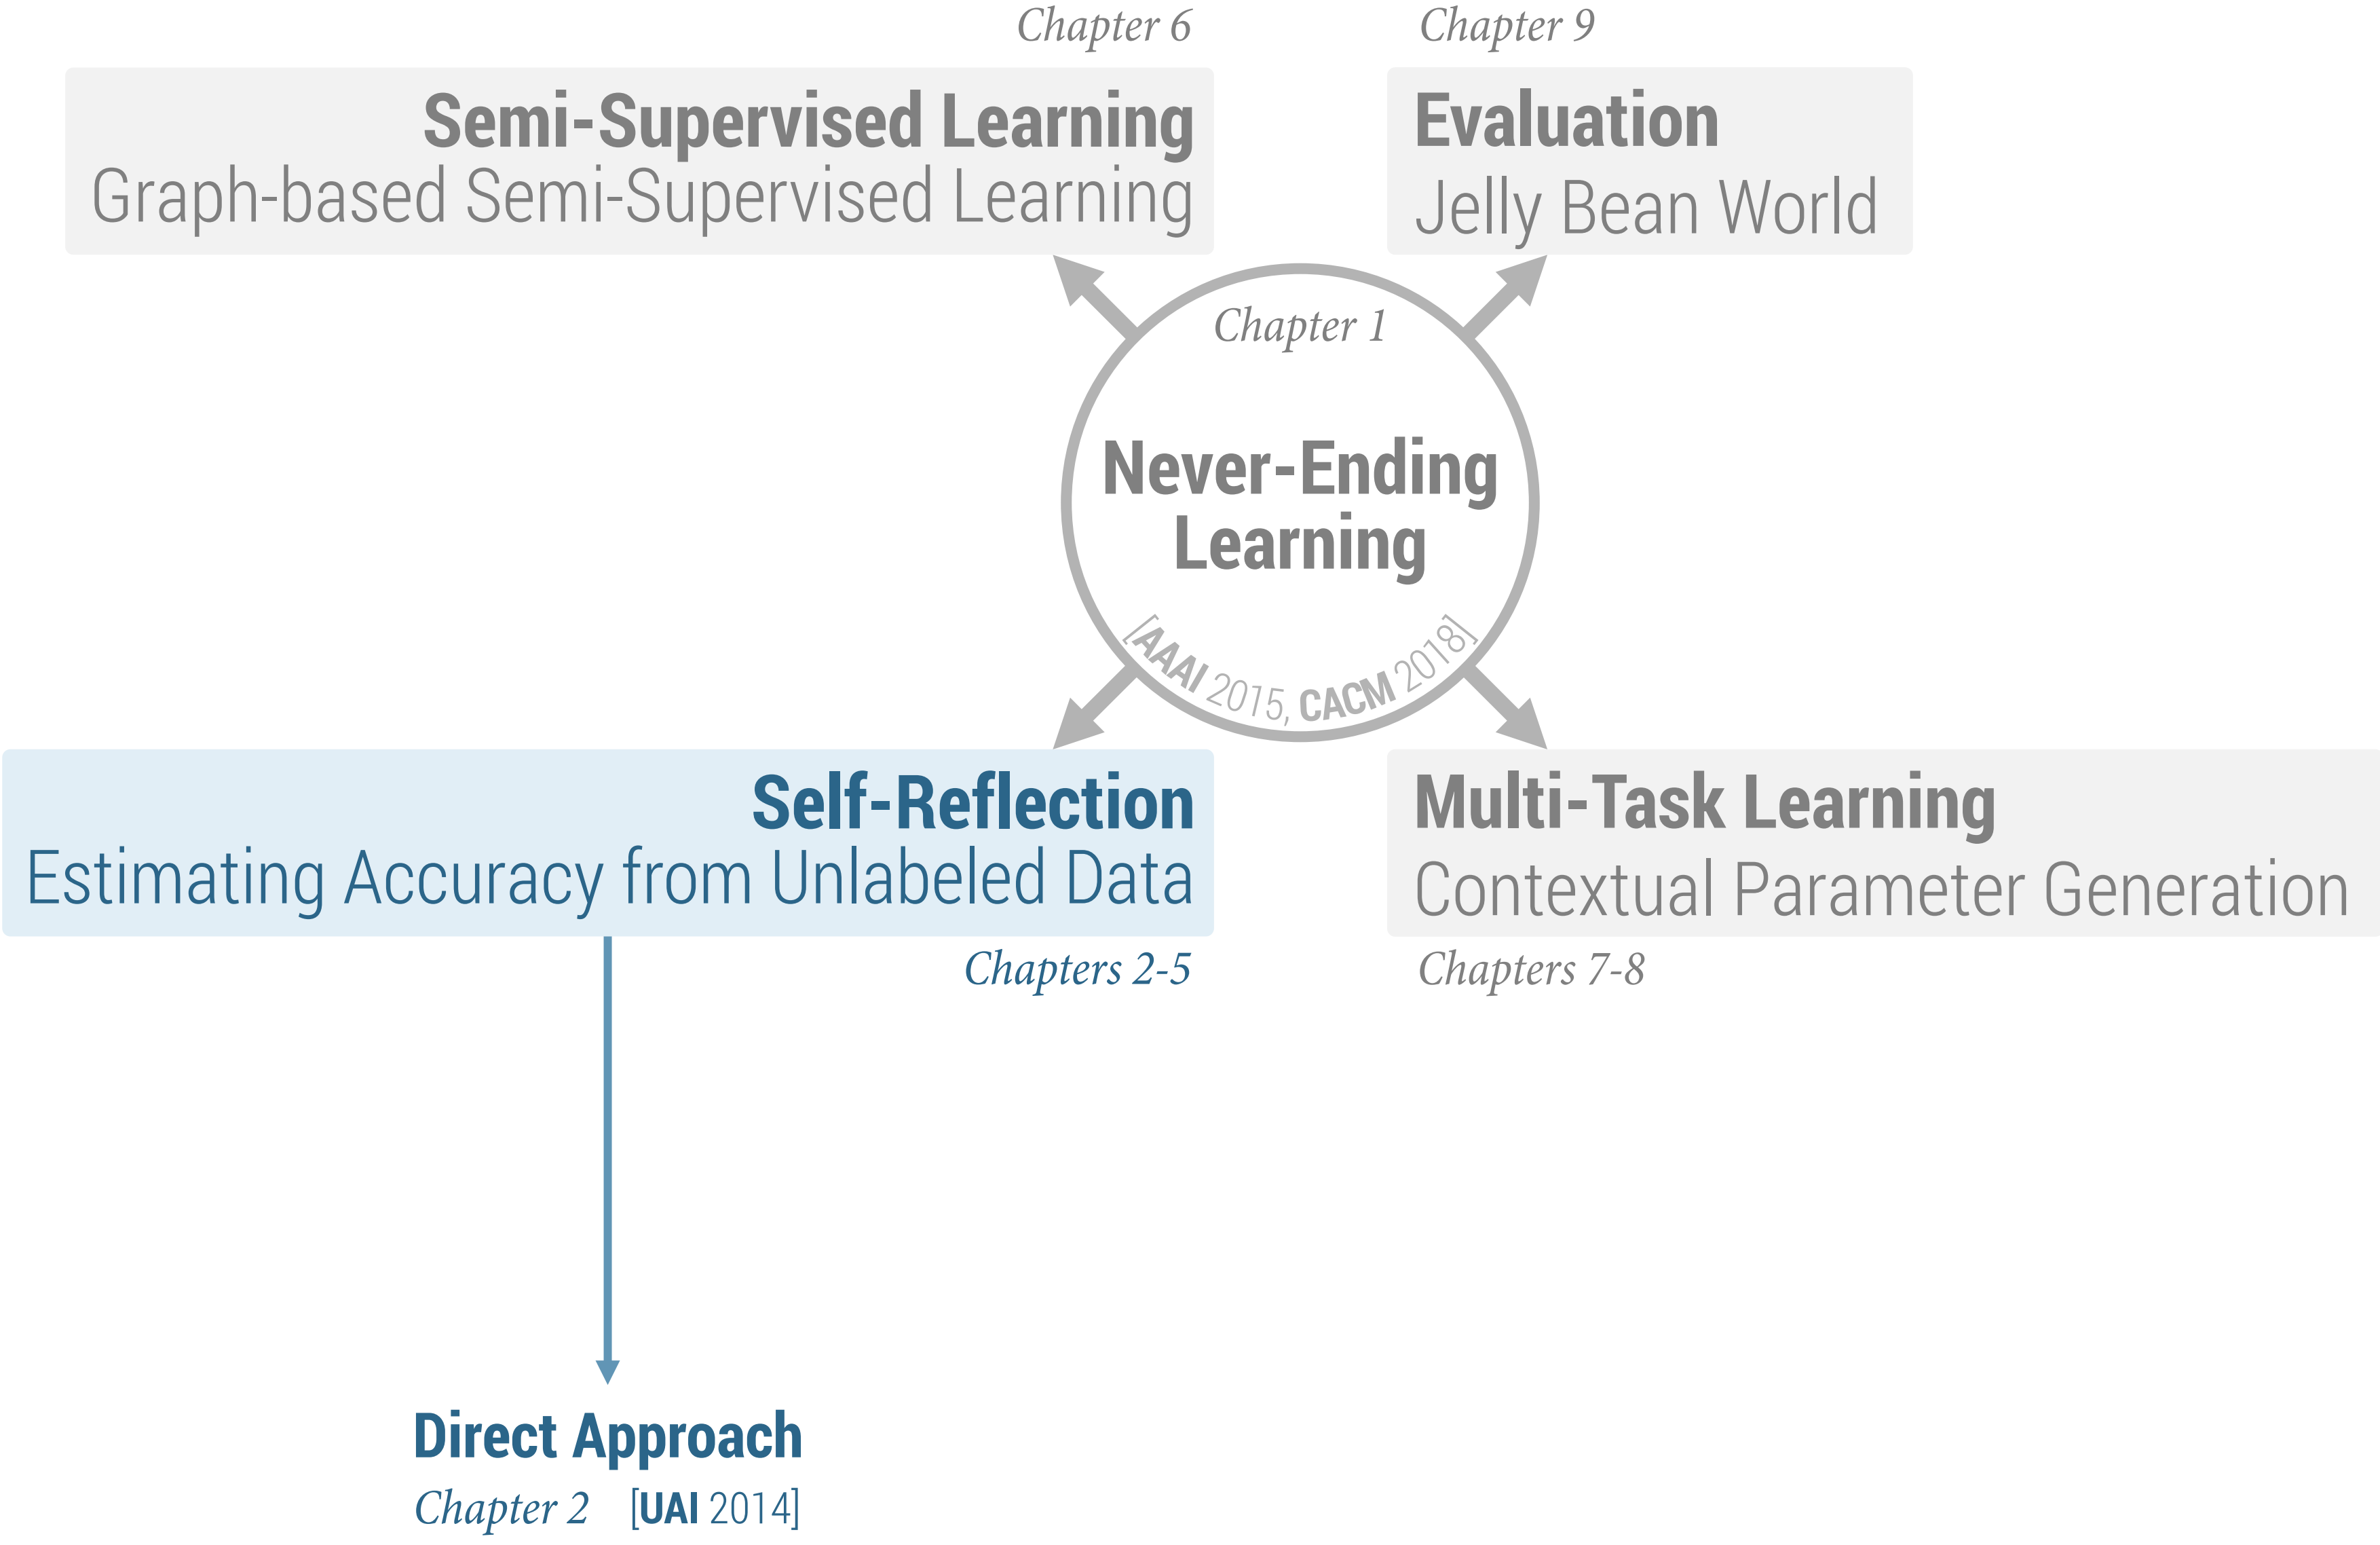 Chapter 6
Semi-Supervised Learning
Graph-based Semi-Supervised Learning
Chapter 9
Evaluation
Jelly Bean World
Chapter 1
Never-Ending
Learning
[AAAI 2015, CACM 2018]
Self-Reflection
Estimating Accuracy from Unlabeled Data
Chapters 2-5
Multi-Task Learning
Contextual Parameter Generation
Chapters 7-8
Direct Approach
Chapter 2 [UAI 2014]